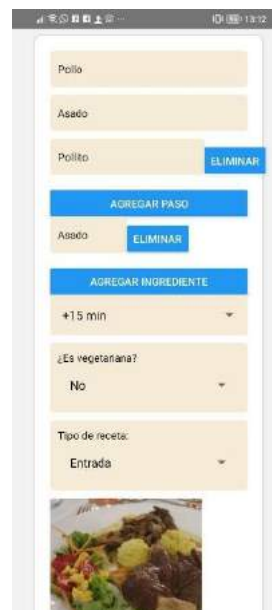 13:12
Pollo
Asado
Pollito
ELIMINAR
AGREGAR PASO
Asado
ELIMINAR
AGREGAR INGREDIENTE
+15 min
¿Es vegetariana?
No
Tipo de receta:
Entrada